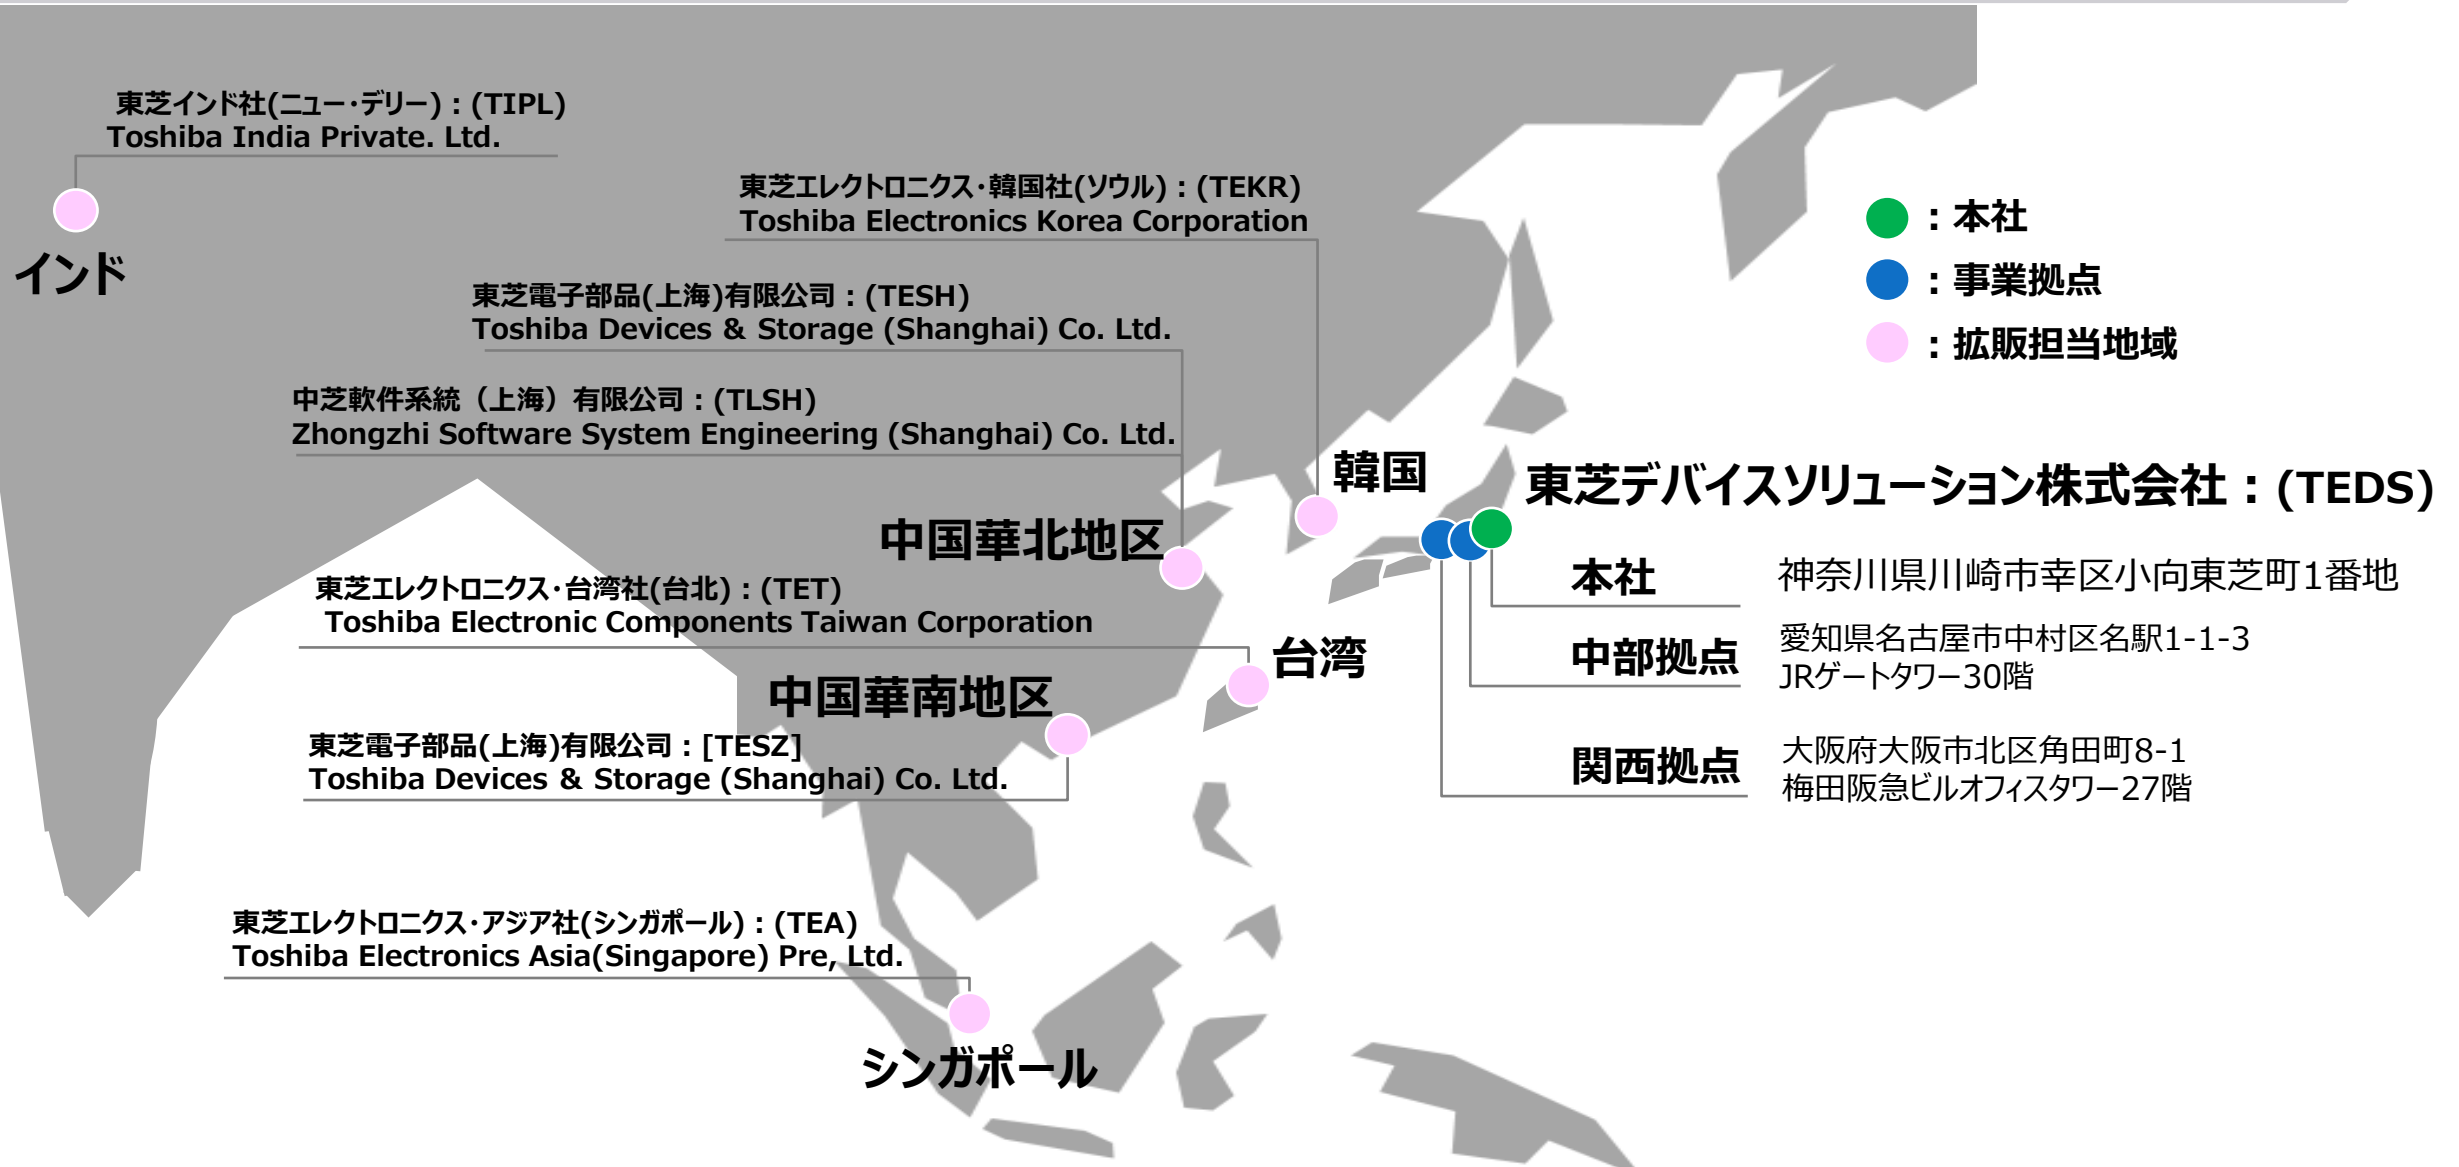 東芝インド社(ニュー・デリー)：(TIPL)
Toshiba India Private. Ltd.
インド
東芝エレクトロニクス・韓国社(ソウル)：(TEKR)
Toshiba Electronics Korea Corporation
東芝電子部品(上海)有限公司：(TESH)
Toshiba Devices & Storage (Shanghai) Co. Ltd.
中芝軟件系統（上海）有限公司：(TLSH)
Zhongzhi Software System Engineering (Shanghai) Co. Ltd.
韓国
中国華北地区
東芝エレクトロニクス・台湾社(台北)：(TET)
Toshiba Electronic Components Taiwan Corporation
台湾
中国華南地区
東芝電子部品(上海)有限公司：[TESZ]
Toshiba Devices & Storage (Shanghai) Co. Ltd.
東芝エレクトロニクス・アジア社(シンガポール)：(TEA)
Toshiba Electronics Asia(Singapore) Pre, Ltd.
シンガポール
：本社
：事業拠点
：拡販担当地域
東芝デバイスソリューション株式会社：(TEDS)
本社 神奈川県川崎市幸区小向東芝町1番地
中部拠点 愛知県名古屋市中村区名駅1-1-3
JRゲートタワー30階
関西拠点 大阪府大阪市北区角田町8-1
梅田阪急ビルオフィスタワー27階